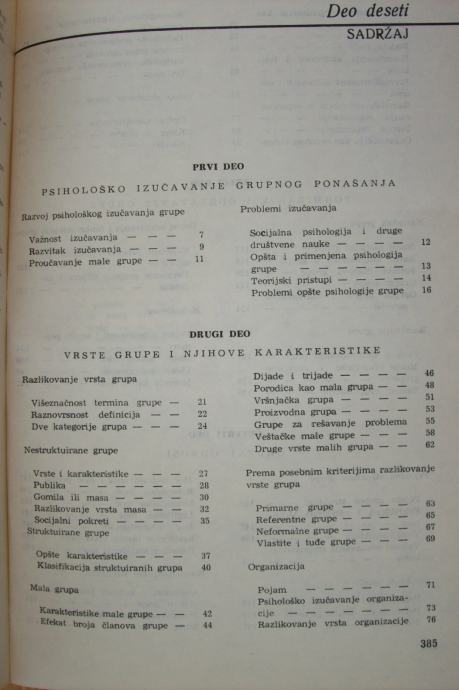 Deo deseti
SADRŽAJ
PRVI DEO
PSIHOLOŠKO IZUČAVANJE GRUPNOG PONAŠANJA
Razvoj psihološkog izučavanja grupe
Važnost izučavanja — — — 7
Razvitak izučavanja — — — 9
Proučavanje male grupe — — 11
Problemi izučavanja
Socijalna psihologija i druge
društvene nauke — — — — 12
Opšta i primenjena psihologija
grupe — — — — — — 13
Teorijski pristupi — — — — 14
Problemi opšte psihologije grupe 16
DRUGI DEO
VRSTE GRUPE I NJIHOVE KARAKTERISTIKE
Razlikovanje vrsta grupa
Višeznačnost termina grupe — 21
Raznovrsnost definicija — — 22
Dve kategorije grupa — — — 24
Nestruktuirane grupe
Vrste i karakteristike — — — 27
Publika — — — — — — 28
Gomila ili masa — — — — 30
Razlikovanje vrsta masa — — 32
Socijalni pokreti — — — — 35
Struktuirane grupe
Opšte karakteristike — — — 37
Klasifikacija struktuiranih grupa 40
Mala grupa
Karakteristike male grupe — — 42
Efekat broja članova grupe — 44
Dijade i trijade — — — — 46
Porodica kao mala grupa — — 48
Vršnjačka grupa — — — — 51
Proizvodna grupa — — — — 53
Grupe za rešavanje problema 55
Veštačke male grupe — — — 58
Druge vrste malih grupa — — 62
Prema posebnim kriterijima razlikovanje
vrste grupa
Primarne grupe — — — — 63
Referentne grupe — — — — 65
Neformalne grupe — — — — 67
Vlastite i tuđe grupe — — — 69
Organizacija
Pojam — — — — — — 71
Psihološko izučavanje organiza-
cije — — — — — — — 73
Razlikovanje vrsta organizacije 76
385